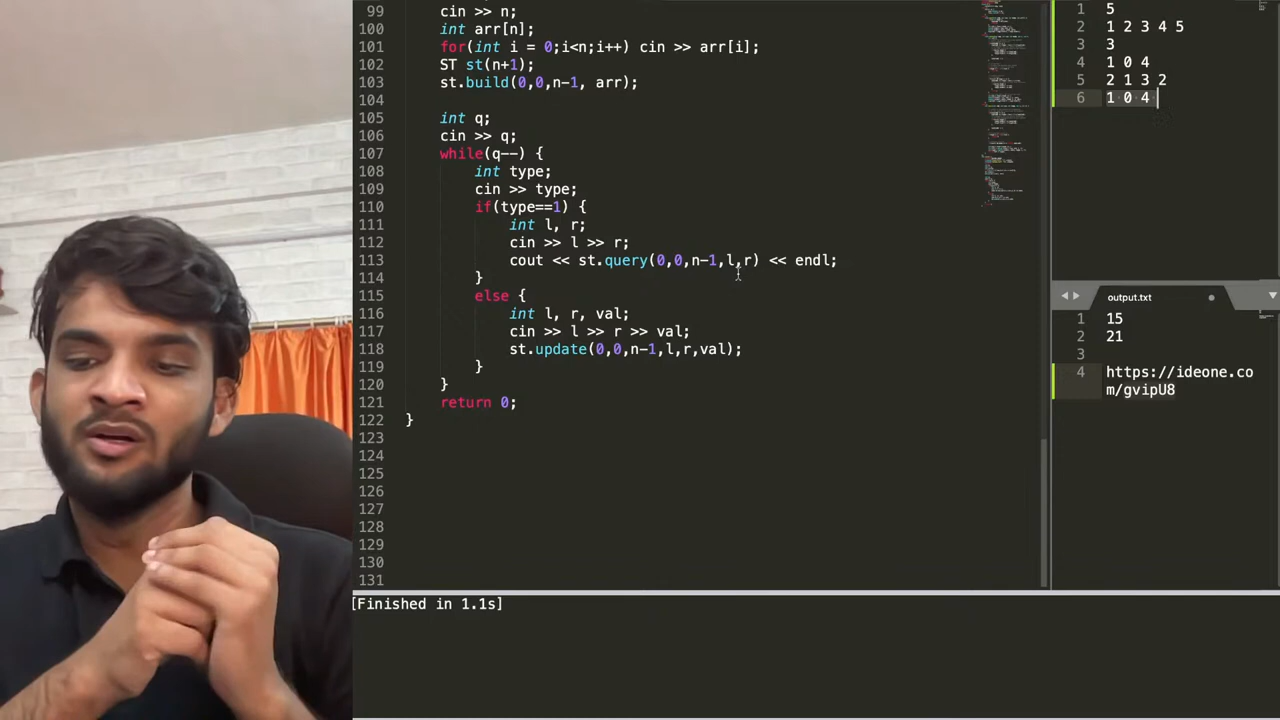 99 cin >> n;
100 int arr[n];
101 for(int i = 0;i<n;i++) cin >> arr[i];
102 ST st(n+1);
103 st.build(0,0,n-1, arr);
104
105 int q;
106 cin >> q;
107 while(q--) {
108 int type;
109 cin >> type;
110 if(type==1) {
111 int l, r;
112 cin >> l >> r;
113 cout << st.query(0,0,n-1,l,r) << endl;
114 }
115 else {
116 int l, r, val;
117 cin >> l >> r >> val;
118 st.update(0,0,n-1,l,r,val);
119 }
120 }
121 return 0;
122 }
123
124
125
126
127
128
129
130
131
[Finished in 1.1s]
1 5
2 1 2 3 4 5
3 3
4 1 0 4
5 2 1 3 2
6 1 0 4
output.txt
1 15
2 21
3
4 https://ideone.co
m/gvipU8